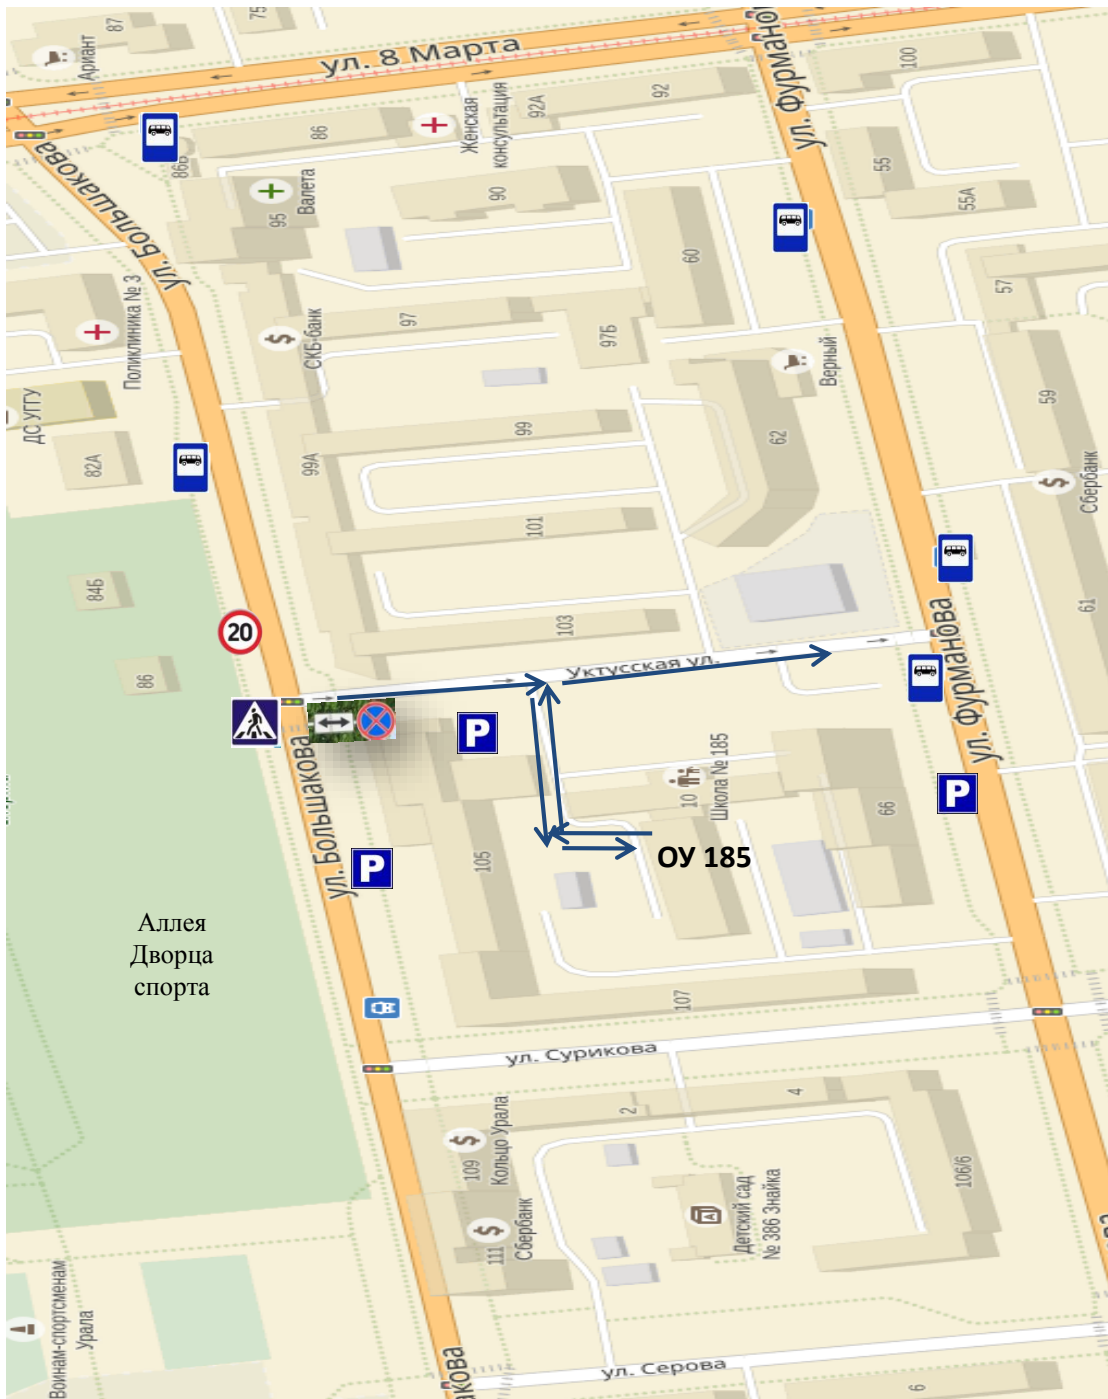 75
87
Ариант
ул. 8 Марта
ул. Фурманова
100
92
92А
86
Женская
консультация
ул. Большакова
86Б
Валета
95
90
55
55А
60
57
Поликлиника № 3
СКБ-банк
97
97Б
Верный
59
ДС УГГУ
82А
99А
99
62
Сбербанк
101
84Б
61
20
103
Уктусская ул.
86
ул. Фурманова
P
ул. Большакова
10
Школа № 185
66
P
105
P
ОУ 185
Аллея
Дворца
спорта
107
ул. Сурикова
2
4
109
Кольцо Урала
106/6
111
Сбербанк
Детский сад
№ 386 Знайка
Воинам-спортсменам
Урала
акова
ул. Серова
6